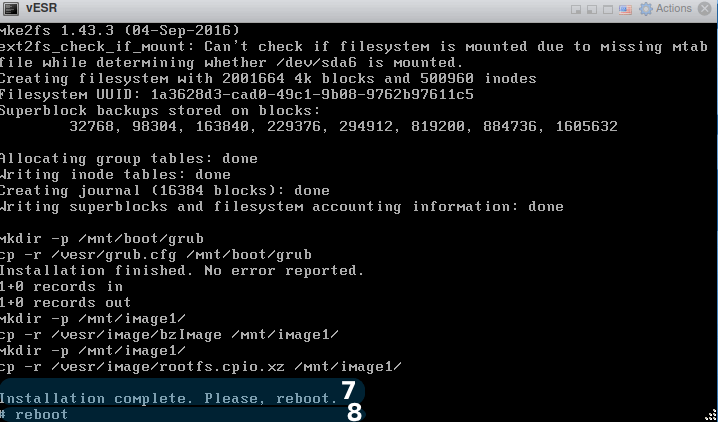 vESR
Actions
mke2fs 1.43.3 (04-Sep-2016)
ext2fs_check_if_mount: Can't check if filesystem is mounted due to missing mtab
file while determining whether /dev/sda6 is mounted.
Creating filesystem with 2001664 4k blocks and 500960 inodes
Filesystem UUID: 1a3628d3-cad0-49c1-9b08-9762b97611c5
Superblock backups stored on blocks:
32768, 98304, 163840, 229376, 294912, 819200, 884736, 1605632
Allocating group tables: done
Writing inode tables: done
Creating journal (16384 blocks): done
Writing superblocks and filesystem accounting information: done
mkdir -p /mnt/boot/grub
cp -r /vesr/grub.cfg /mnt/boot/grub
Installation finished. No error reported.
1+0 records in
1+0 records out
mkdir -p /mnt/image1/
cp -r /vesr/image/bzImage /mnt/image1/
mkdir -p /mnt/image1/
cp -r /vesr/image/rootfs.cpio.xz /mnt/image1/
Installation complete. Please, reboot. 7
# reboot 8